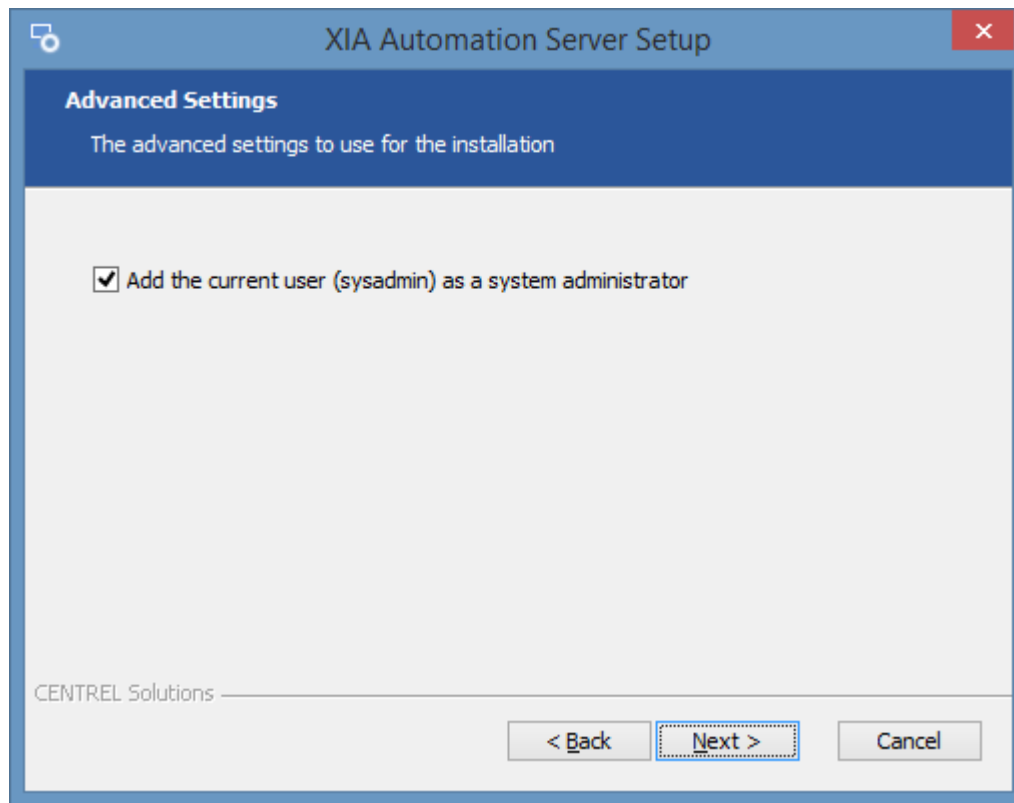 XIA Automation Server Setup
Advanced Settings
The advanced settings to use for the installation
Add the current user (sysadmin) as a system administrator
CENTREL Solutions
< Back Next > Cancel